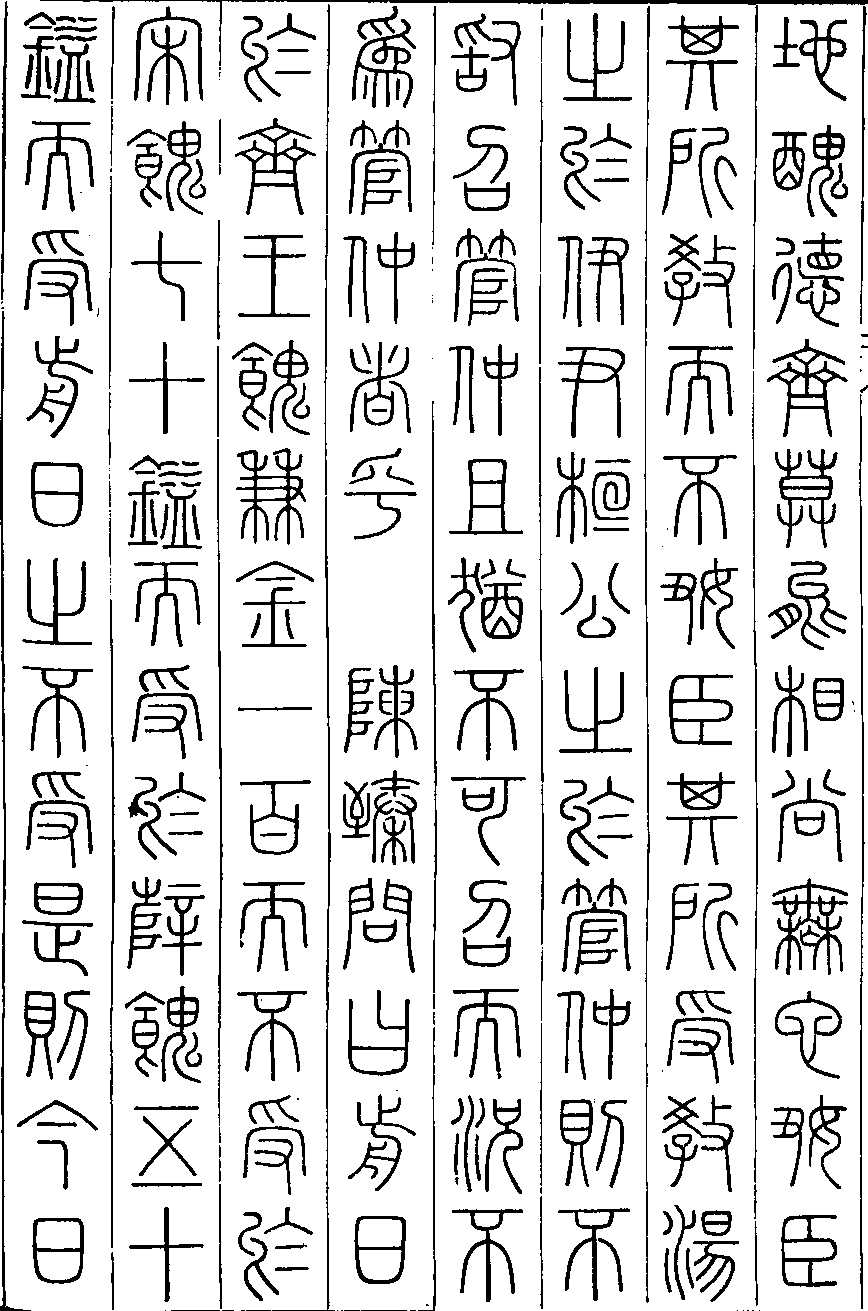 地醜德齊莫能相尚無它好臣
其所教而不好臣其所受教湯
之於伊尹桓公之於管仲則不
敢召管仲且猶不可召而況不
爲管仲者乎　陳臻問曰前日
於齊王餽兼金一百而不受於
宋餽七十鎰而受於薛餽五十
鎰而受前日之不受是則今日